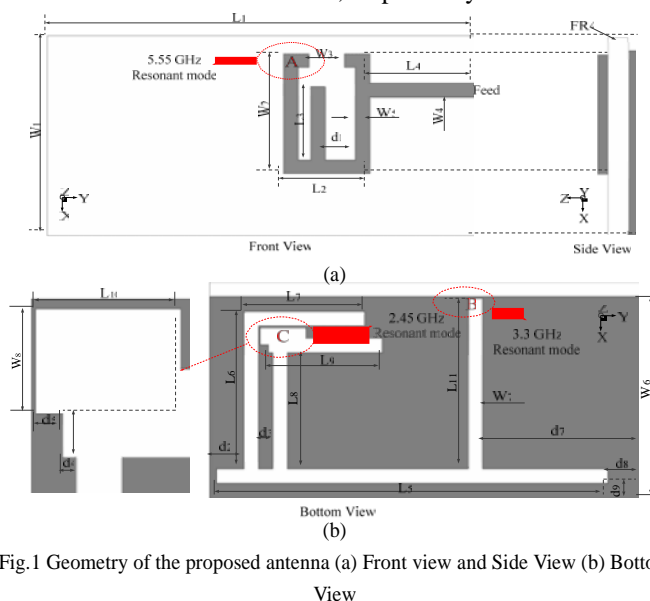 L1
5.55 GHz
Resonant mode
A
W3
L4
FR4
W1
W2
L3
d1
W4
Feed
L2
Z
Y
X
Z
Y
X
Front View
Side View
(a)
L7
B
2.45 GHz
Resonant mode
3.3 GHz
Resonant mode
Y
X
W8
C
L9
L6
L8
L11
W6
d7
d2
d4
d8
d9
L5
Bottom View
(b)
Fig.1 Geometry of the proposed antenna (a) Front view and Side View (b) Botto
View